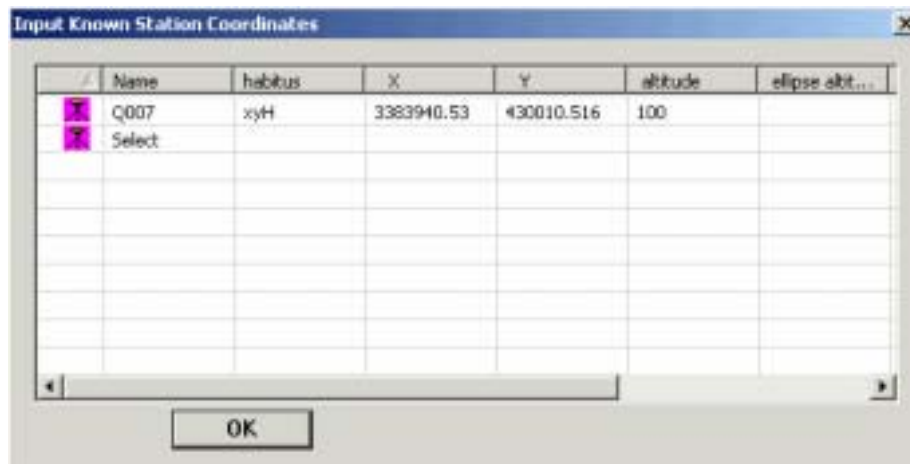 Input Known Station Coordinates
Name habitus X Y altitude ellipse altit...
Q007 xyH 3383940.53 430010.516 100
Select
OK